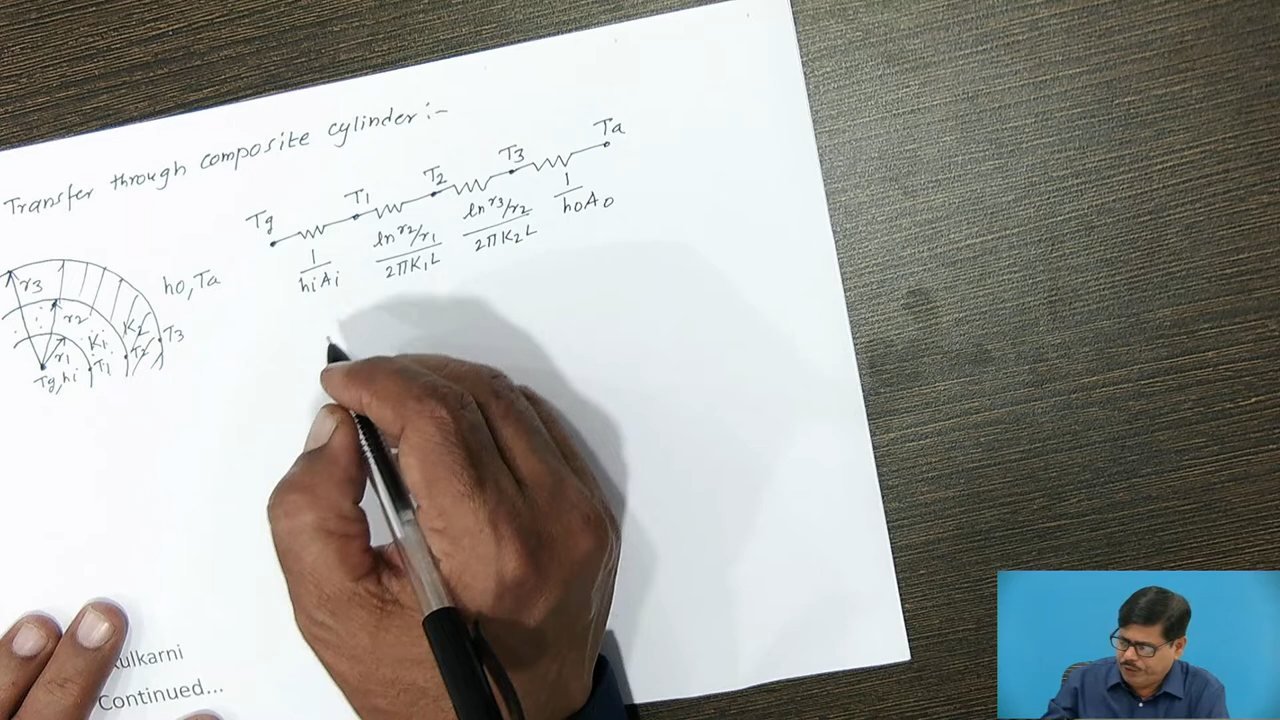 Transfer through composite cylinder:-
Tg T1 T2 T3 Ta
1/hiAi ln r2/r1/2πK1L ln r3/r2/2πK2L 1/hoAo
r3 ho,Ta
r2 K2 T3
r1 K1 T1 T2
Tg,hi
ulkarni
Continued...